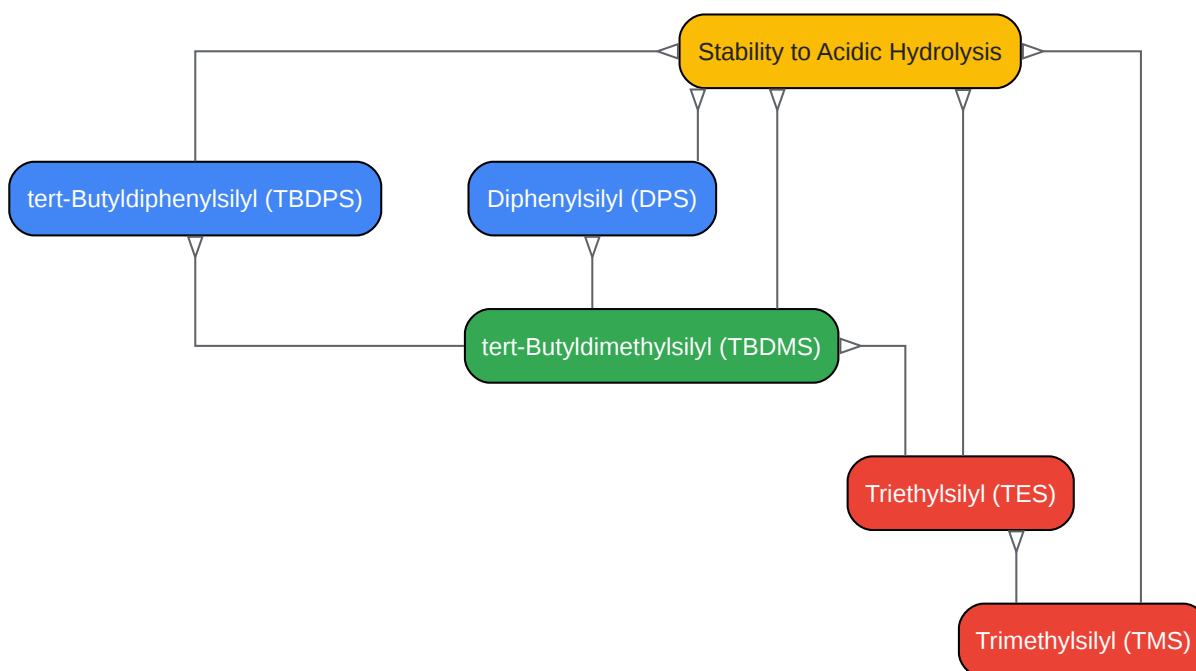 Stability to Acidic Hydrolysis
tert-Butyldiphenylsilyl (TBDPS)
Diphenylsilyl (DPS)
tert-Butyldimethylsilyl (TBDMS)
Triethylsilyl (TES)
Trimethylsilyl (TMS)